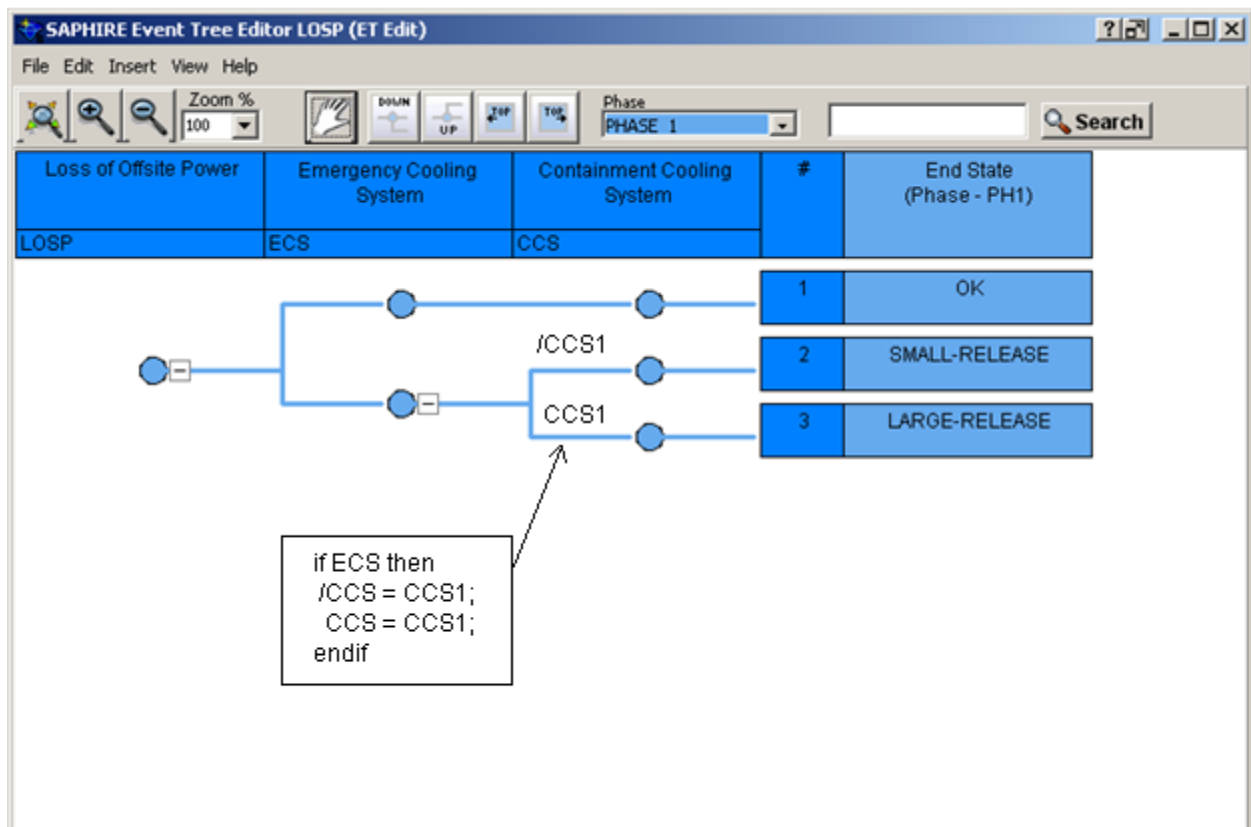 SAPHIRE Event Tree Editor LOSP (ET Edit)
File Edit Insert View Help
Zoom %
100
DOWN
UP
TOP
TOP
Phase
PHASE 1
Search
Loss of Offsite Power
Emergency Cooling
System
Containment Cooling
System
#
End State
(Phase - PH1)
LOSP
ECS
CCS
1
OK
/CCS1
2
SMALL-RELEASE
CCS1
3
LARGE-RELEASE
if ECS then
/CCS = CCS1;
CCS = CCS1;
endif